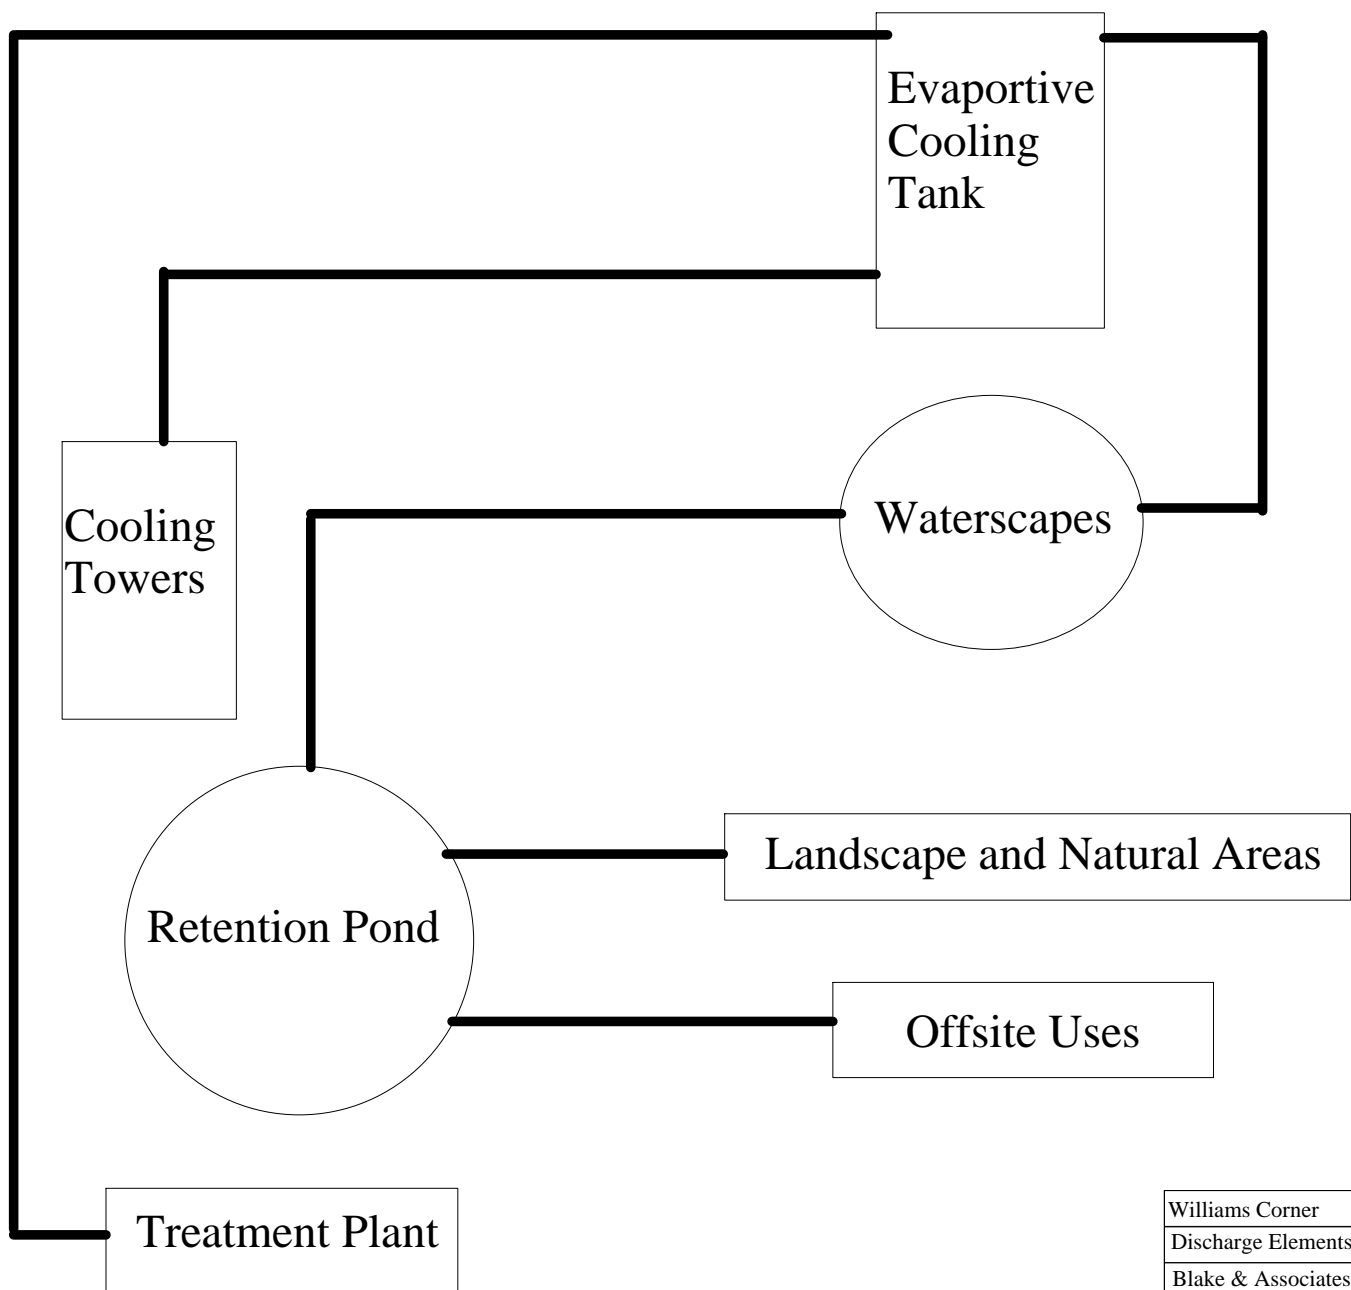 Evaportive
Cooling
Tank
Cooling
Towers
Waterscapes
Landscape and Natural Areas
Retention Pond
Offsite Uses
Treatment Plant
Williams Corner
Discharge Elements
Blake & Associates